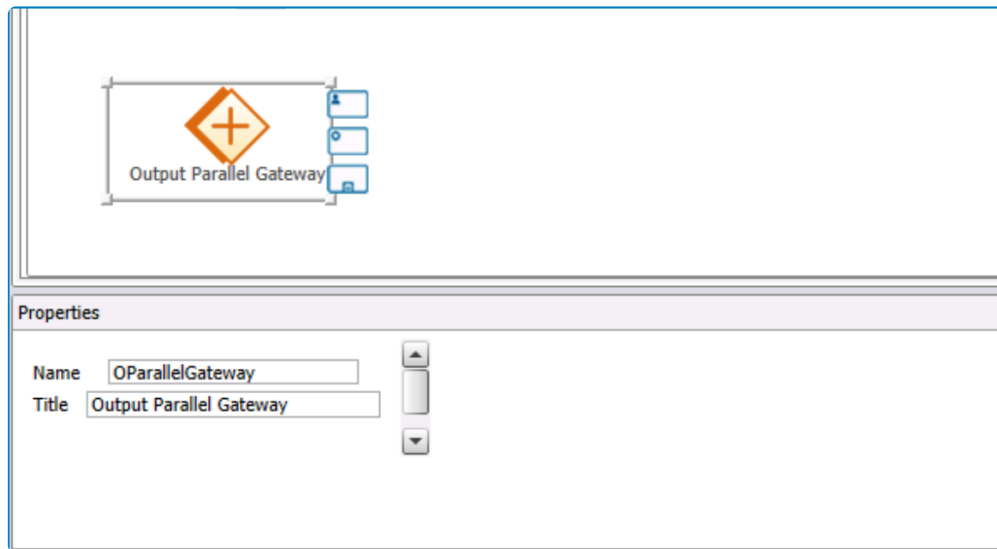 Output Parallel Gateway
Properties
Name OParallelGateway
Title Output Parallel Gateway